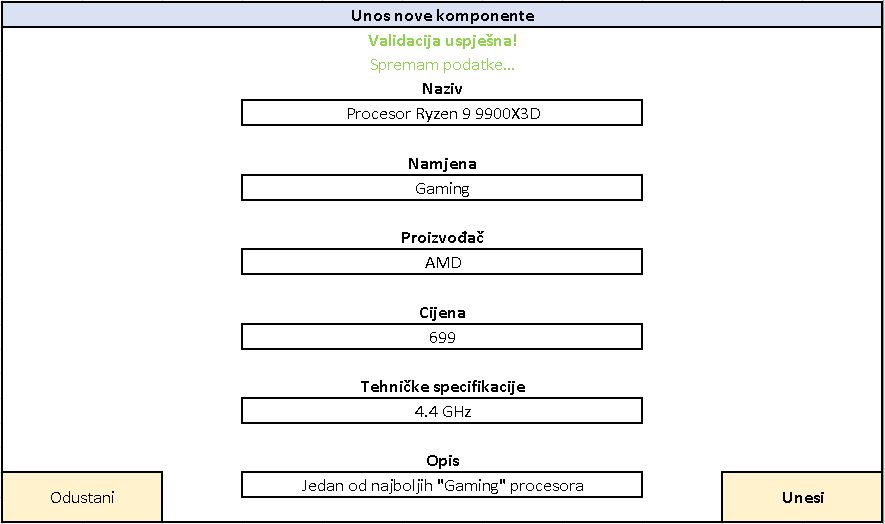 Unos nove komponente
Validacija uspješna!
Spremam podatke...
Naziv
Procesor Ryzen 9 9900X3D
Namjena
Gaming
Proizvođač
AMD
Cijena
699
Tehničke specifikacije
4.4 GHz
Opis
Jedan od najboljih "Gaming" procesora
Odustani
Unesi